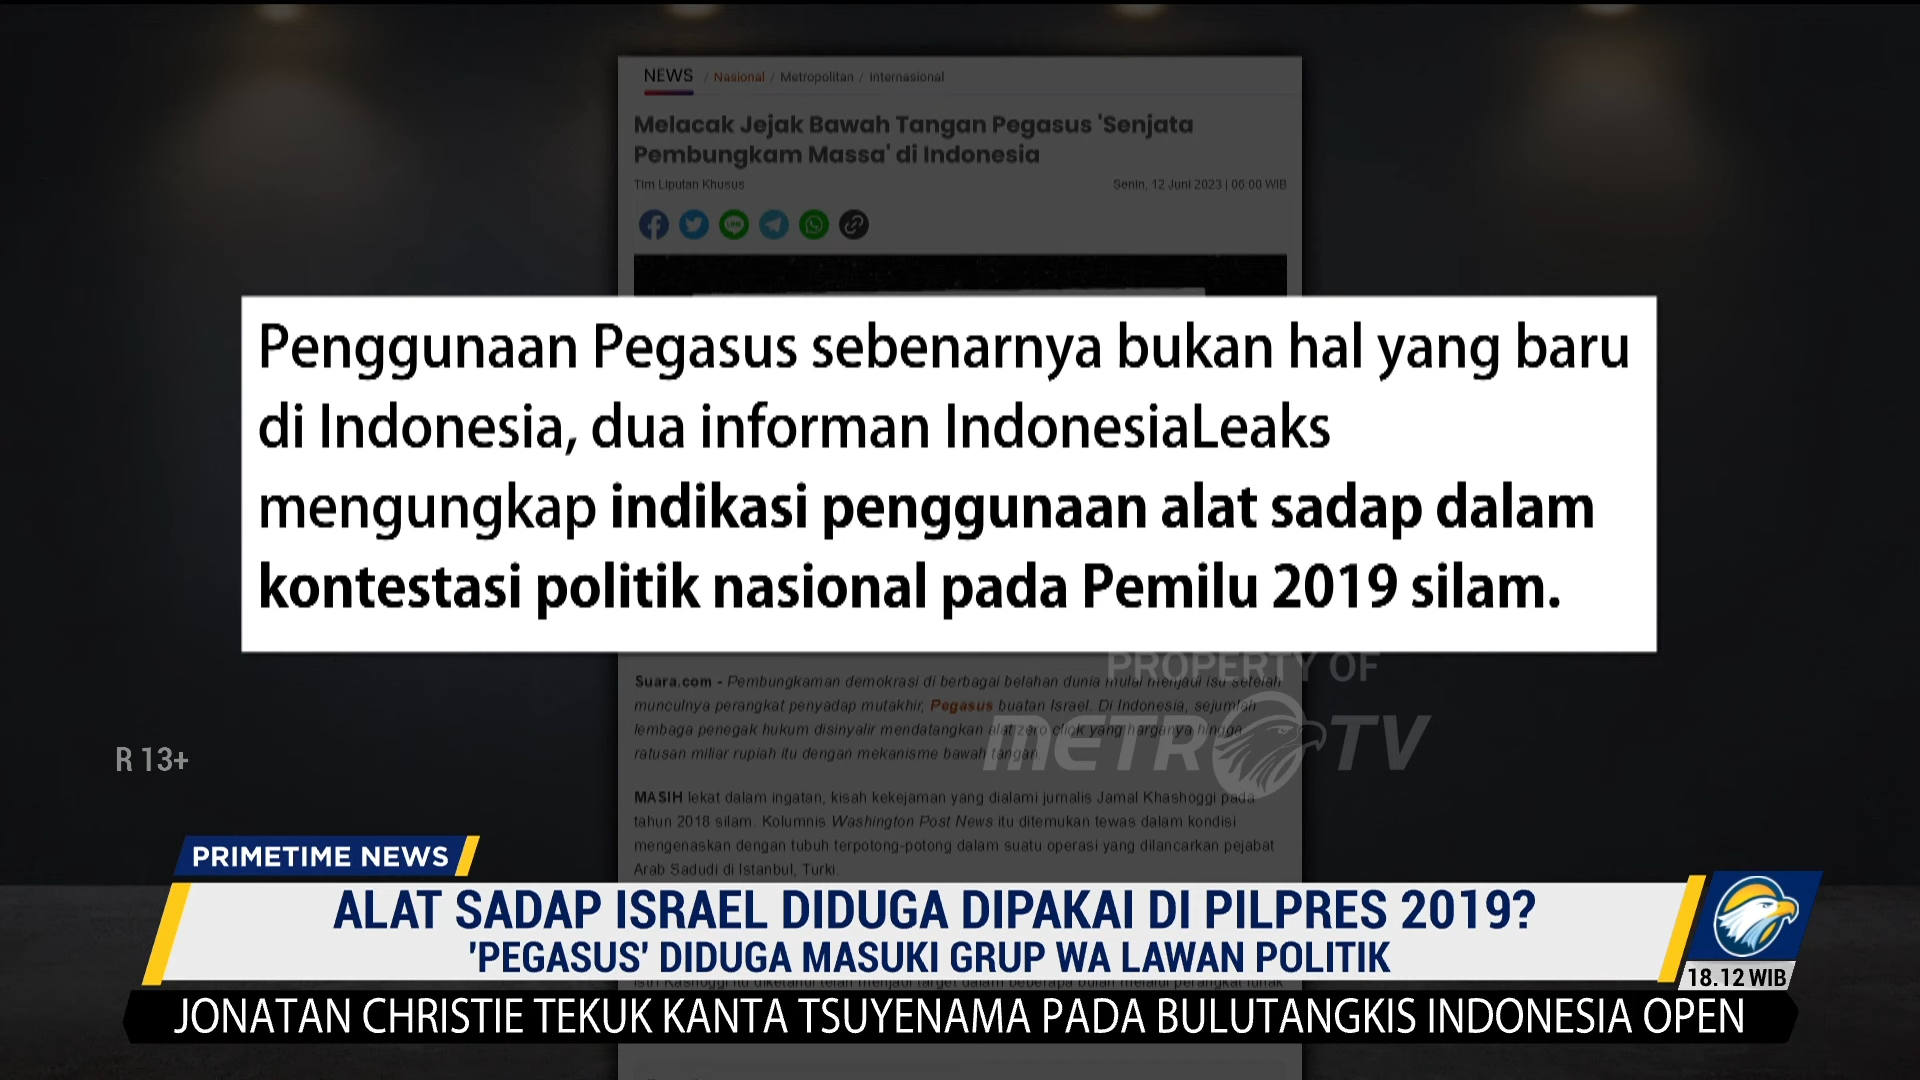 NEWS / Nasional / Metropolitan / Internasional
Melacak Jejak Bawah Tangan Pegasus 'Senjata
Pembungkam Massa' di Indonesia
Tim Liputan Khusus
Senin, 12 Juni 2023 | 06:00 WIB
Penggunaan Pegasus sebenarnya bukan hal yang baru
di Indonesia, dua informan IndonesiaLeaks
mengungkap indikasi penggunaan alat sadap dalam
kontestasi politik nasional pada Pemilu 2019 silam.
PROPERTY OF
METRO TV
Suara.com - Pembungkaman demokrasi di berbagai belahan dunia mulai menjadi isu setelah
munculnya perangkat penyadap mutakhir, Pegasus buatan Israel. Di Indonesia, sejumlah
lembaga penegak hukum disinyalir mendatangkan alat zero click yang harganya hingga
ratusan miliar rupiah itu dengan mekanisme bawah tangan.
R 13+
MASIH lekat dalam ingatan, kisah kekejaman yang dialami jurnalis Jamal Khashoggi pada
tahun 2018 silam. Kolumnis Washington Post News itu ditemukan tewas dalam kondisi
mengenaskan dengan tubuh terpotong-potong dalam suatu operasi yang dilancarkan pejabat
Arab Sadudi di Istanbul, Turki.
PRIMETIME NEWS
ALAT SADAP ISRAEL DIDUGA DIPAKAI DI PILPRES 2019?
'PEGASUS' DIDUGA MASUKI GRUP WA LAWAN POLITIK
18.12 WIB
JONATAN CHRISTIE TEKUK KANTA TSUYENAMA PADA BULUTANGKIS INDONESIA OPEN